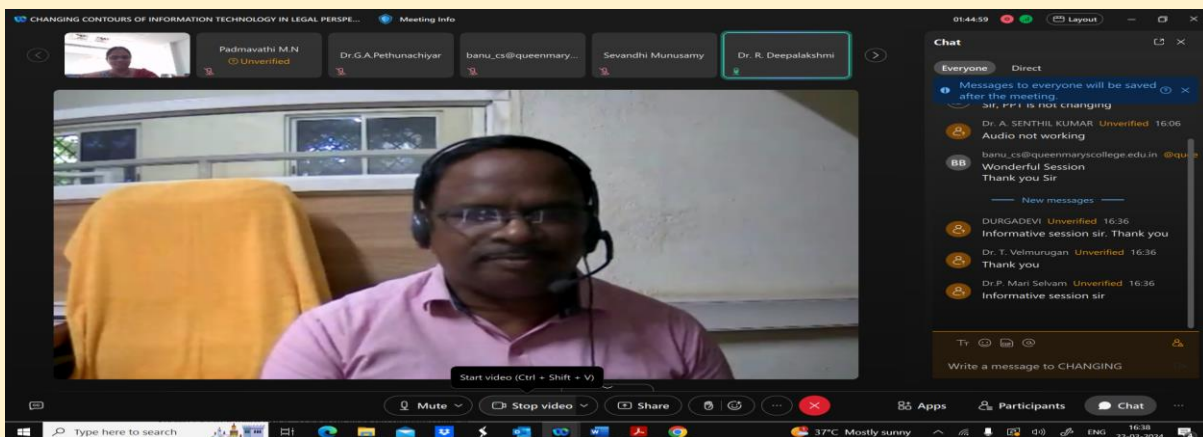 CHANGING CONTOURS OF INFORMATION TECHNOLOGY IN LEGAL PERSPE...
Meeting Info
01:44:59
Layout
Padmavathi M.N
Unverified
Dr.G.A.Pethunachiyar
banu_cs@queenmary...
Sevandhi Munusamy
Dr. R. Deepalakshmi
Chat
Everyone
Direct
Messages to everyone will be saved
after the meeting.
Sir, PPT is not changing
Dr. A. SENTHIL KUMAR Unverified 16:06
Audio not working
BB
banu_cs@queenmaryscollege.edu.in @que
Wonderful Session
Thank you Sir
New messages
DURGADEVI Unverified 16:36
Informative session sir. Thank you
Dr. T. Velmurugan Unverified 16:36
Thank you
Dr.P. Mari Selvam Unverified 16:36
Informative session sir
Write a message to CHANGING
Start video (Ctrl + Shift + V)
Mute
Stop video
Share
Apps
Participants
Chat
Type here to search
37°C Mostly sunny
ENG
16:38
22-03-2024